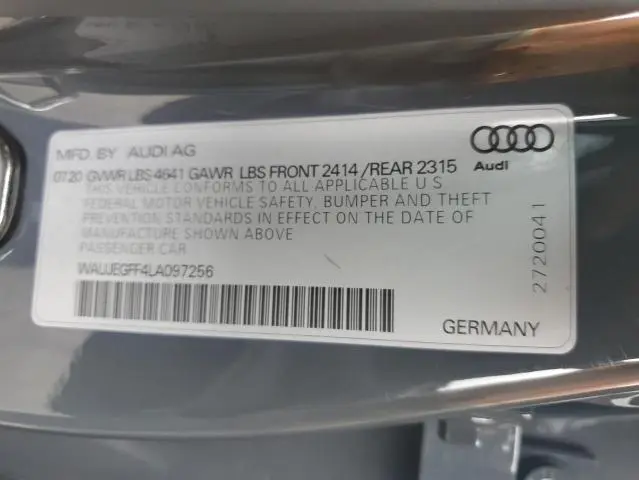 MFD. BY AUDI AG
07.20 GVWR LBS 4641 GAWR LBS FRONT 2414 /REAR 2315
THIS VEHICLE CONFORMS TO ALL APPLICABLE U S
FEDERAL MOTOR VEHICLE SAFETY, BUMPER AND THEFT
PREVENTION STANDARDS IN EFFECT ON THE DATE OF
MANUFACTURE SHOWN ABOVE
PASSENGER CAR
WAUJEGFF4LA097256
GERMANY
Audi
2720041